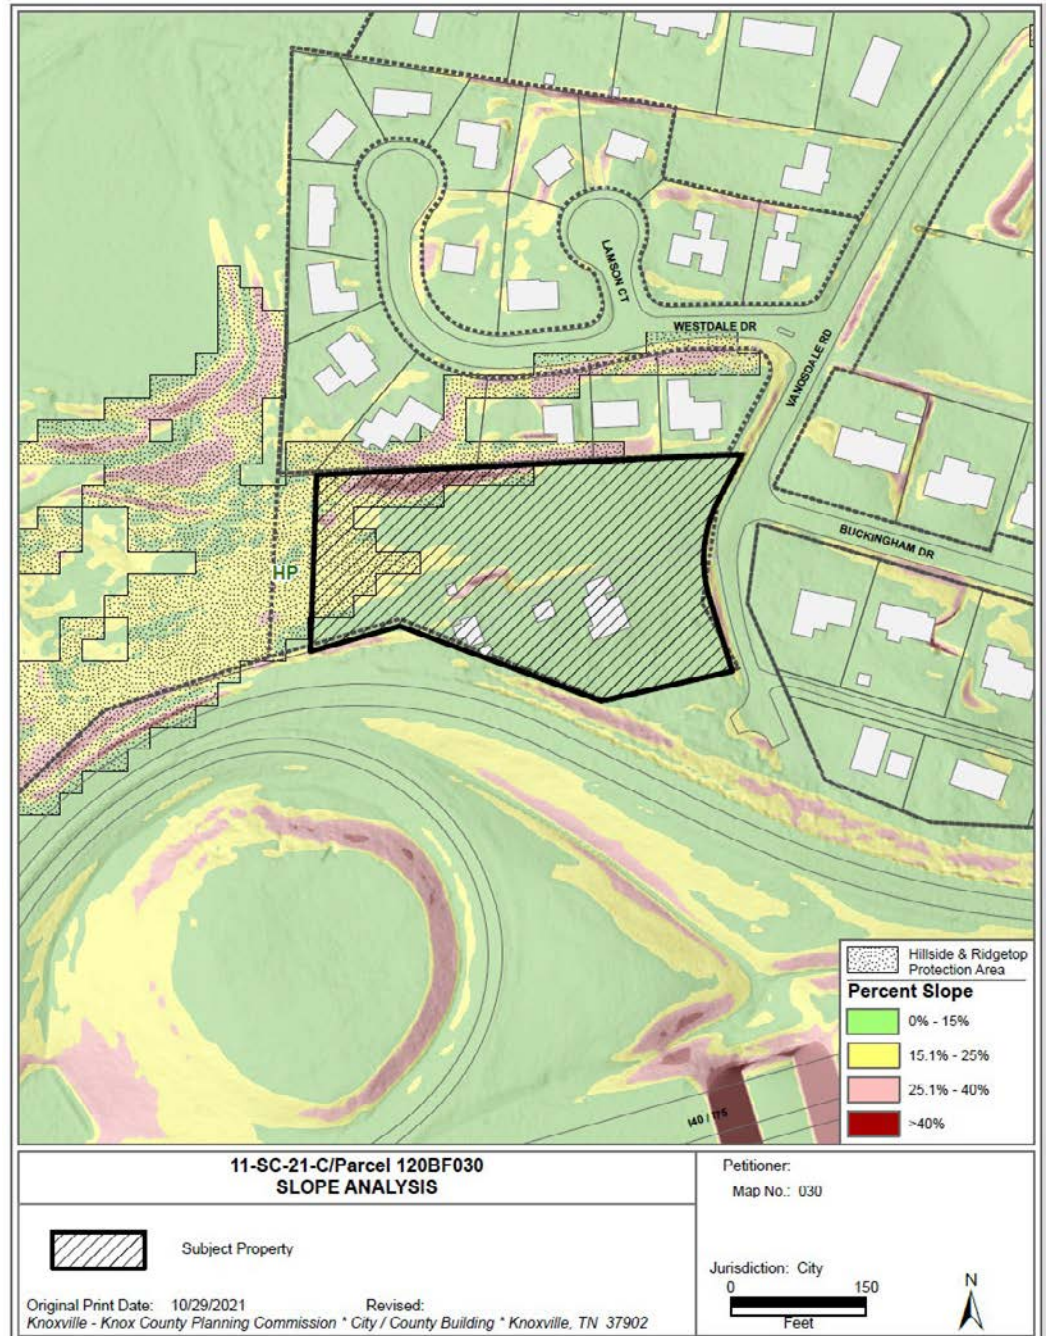 LAMSON CT
WESTDALE DR
VANOSDALE RD
BUCKINGHAM DR
HP
I40 / I75
Hillside & Ridgetop
Protection Area
Percent Slope
0% - 15%
15.1% - 25%
25.1% - 40%
>40%
11-SC-21-C/Parcel 120BF030
SLOPE ANALYSIS
Subject Property
Original Print Date: 10/29/2021 Revised:
Knoxville - Knox County Planning Commission * City / County Building * Knoxville, TN 37902
Petitioner:
Map No.: 030
Jurisdiction: City
0 150
Feet
N